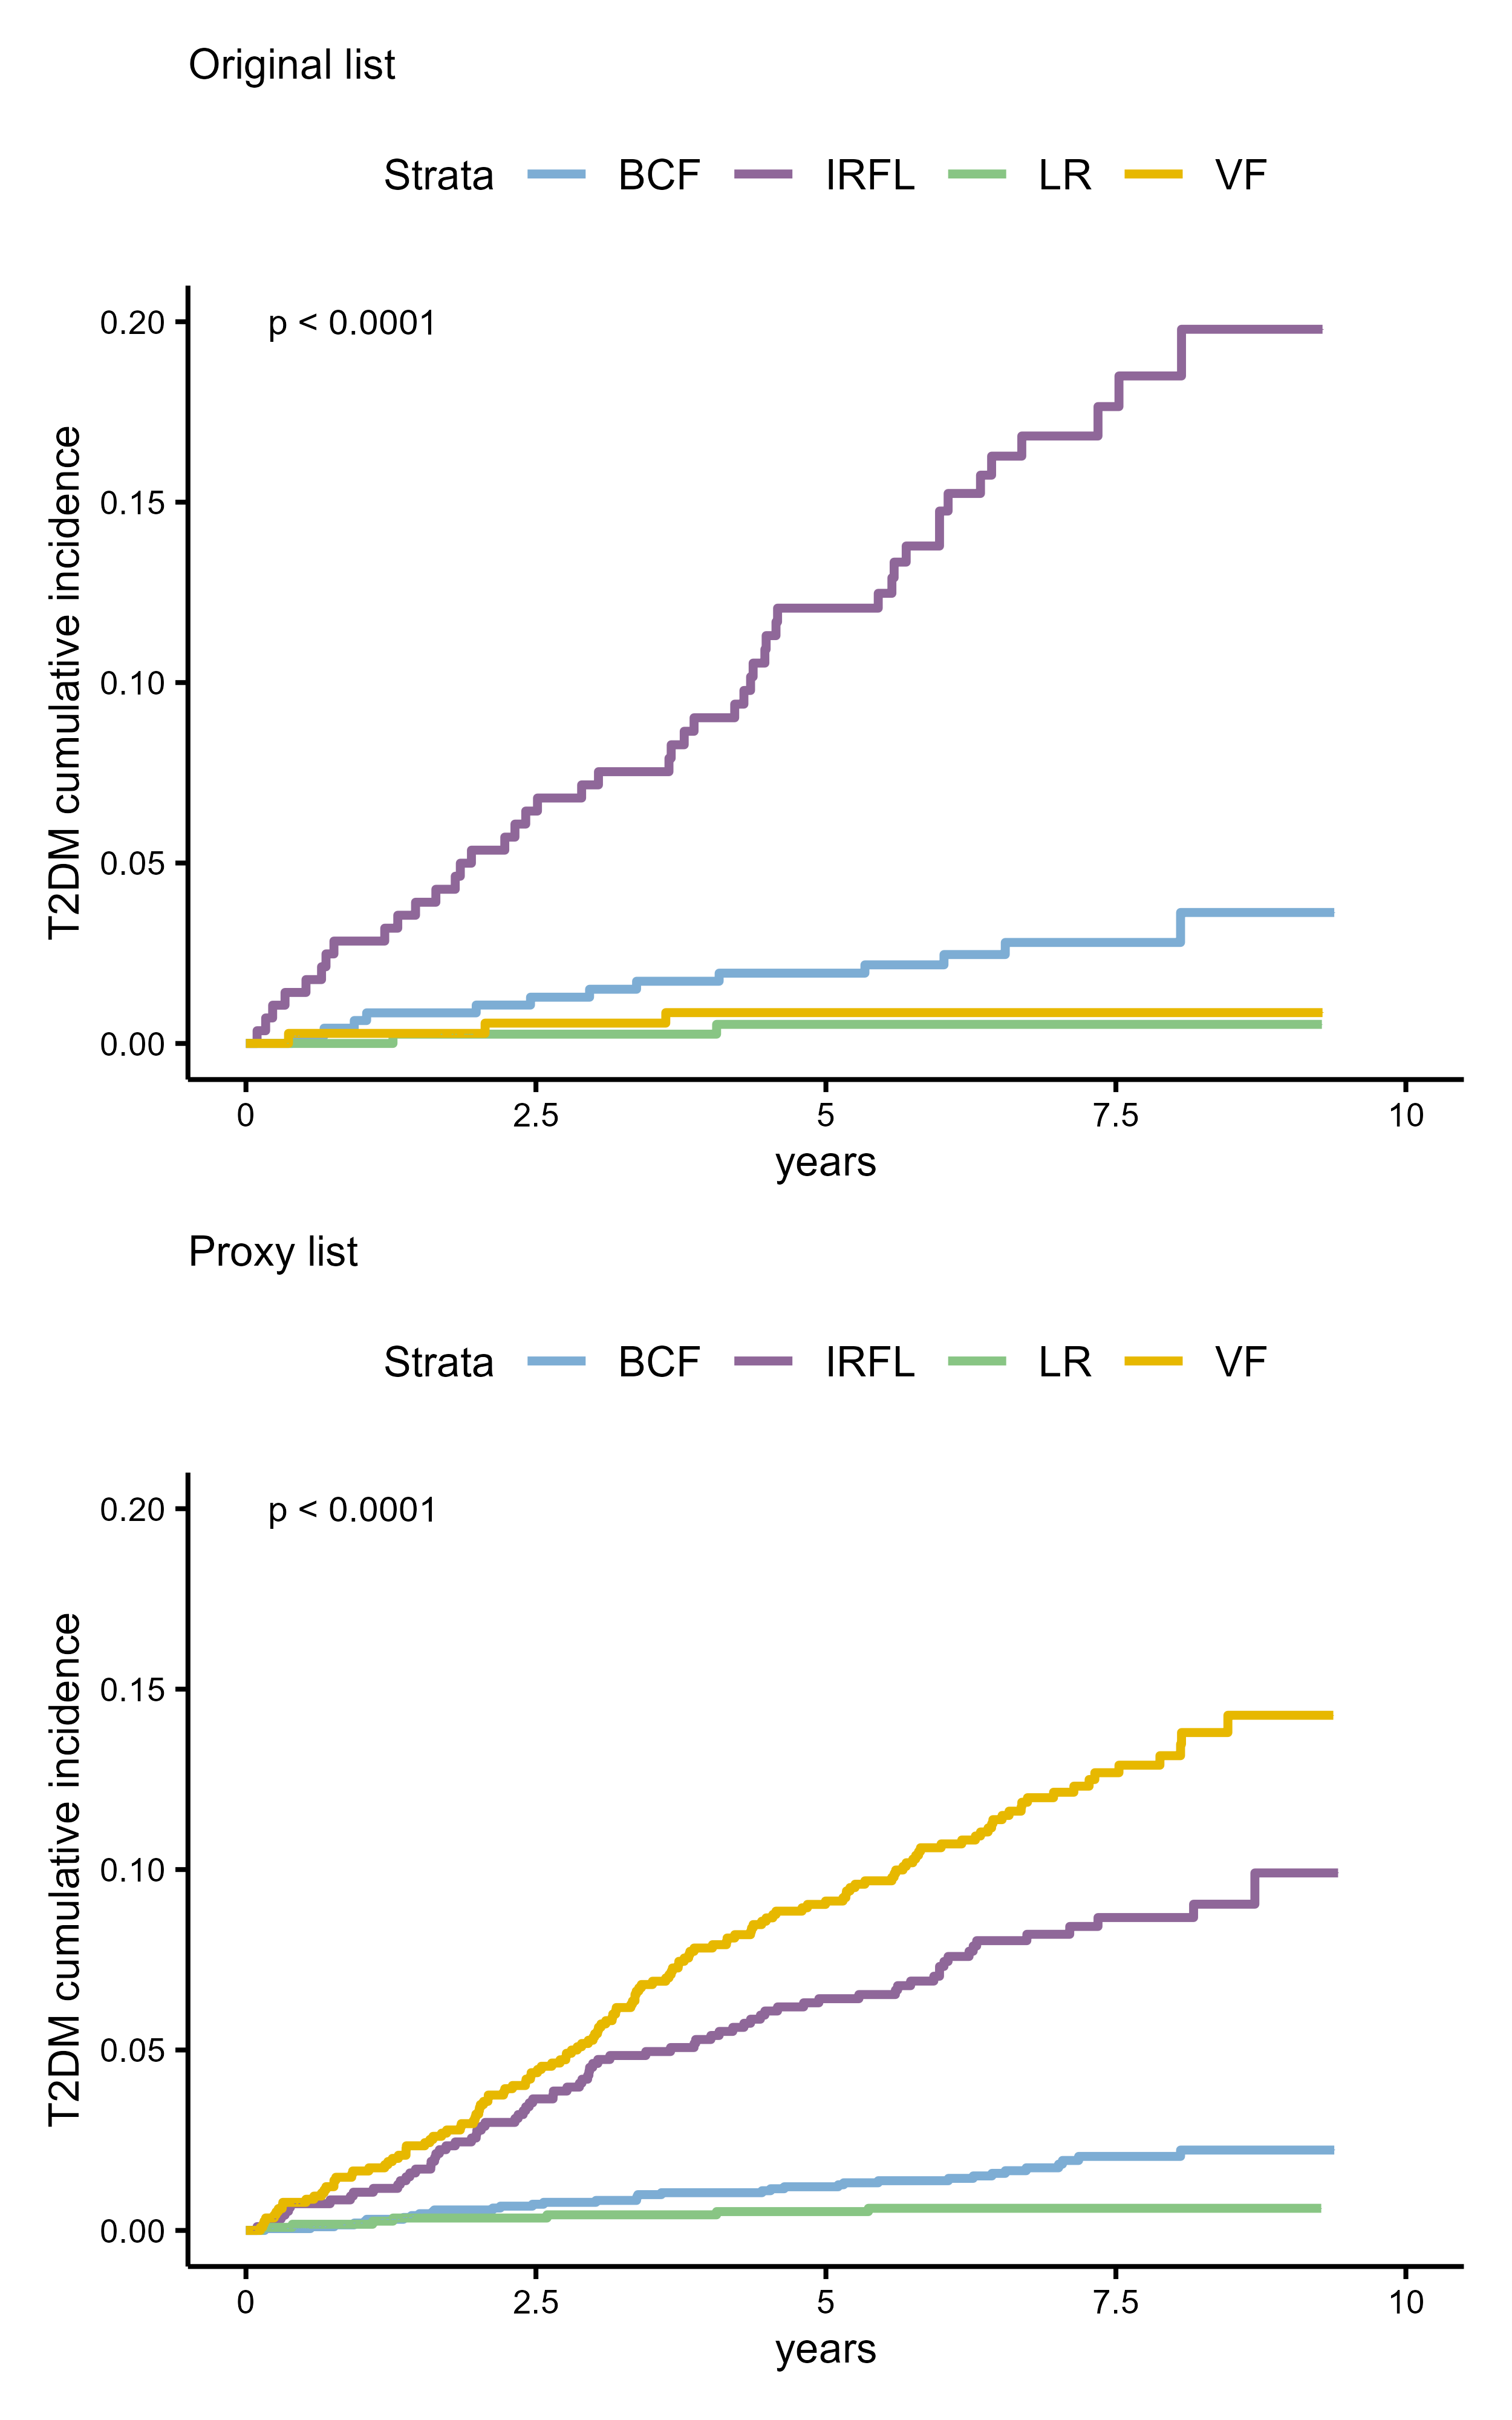 Original list
Strata BCF IRFL LR VF
p < 0.0001
0.20
0.15
0.10
0.05
0.00
T2DM cumulative incidence
0 2.5 5 7.5 10
years
Proxy list
Strata BCF IRFL LR VF
p < 0.0001
0.20
0.15
0.10
0.05
0.00
T2DM cumulative incidence
0 2.5 5 7.5 10
years